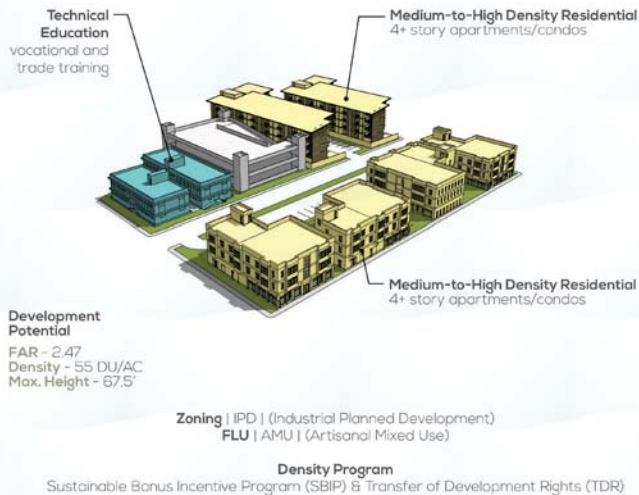 Technical
Education
vocational and
trade training
Medium-to-High Density Residential
4+ story apartments/condos
Medium-to-High Density Residential
4+ story apartments/condos
Development
Potential
FAR - 2.47
Density - 55 DU/AC
Max. Height - 67.5'
Zoning | IPD | (Industrial Planned Development)
FLU | AMU | (Artisanal Mixed Use)
Density Program
Sustainable Bonus Incentive Program (SBIP) & Transfer of Development Rights (TDR)